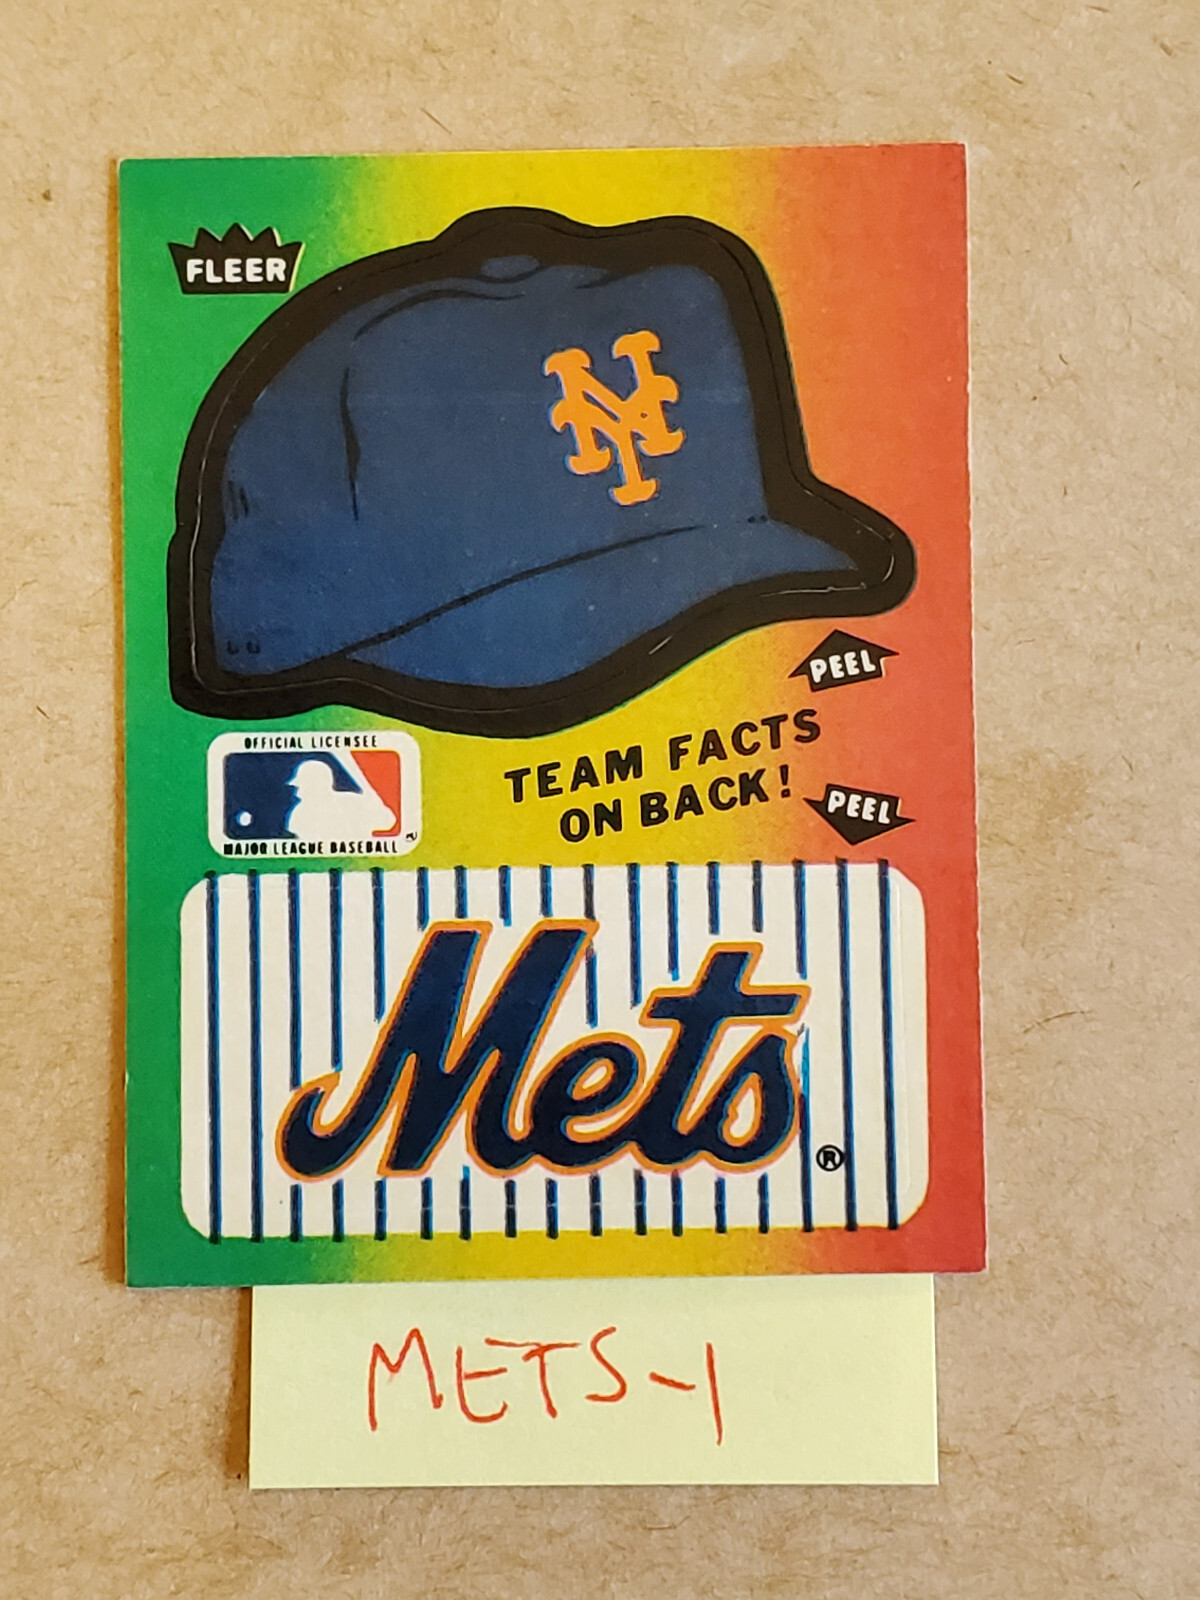 FLEER
NY
PEEL
OFFICIAL LICENSEE
MAJOR LEAGUE BASEBALL
TEAM FACTS
ON BACK!
PEEL
Mets ®
METS-1